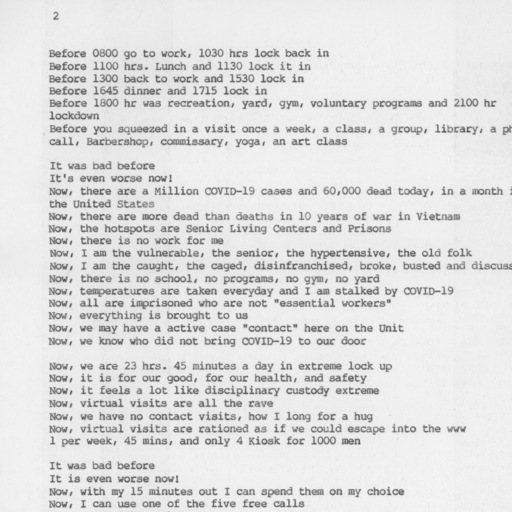 2
Before 0800 go to work, 1030 hrs lock back in
Before 1100 hrs. Lunch and 1130 lock it in
Before 1300 back to work and 1530 lock in
Before 1645 dinner and 1715 lock in
Before 1800 hr was recreation, yard, gym, voluntary programs and 2100 hr
lockdown
Before you squeezed in a visit once a week, a class, a group, library, a
call, Barbershop, commissary, yoga, an art class
It was bad before
It's even worse now!
Now, there are a Million COVID-19 cases and 60,000 dead today, in a month
the United States
Now, there are more dead than deaths in 10 years of war in Vietnam
Now, the hotspots are Senior Living Centers and Prisons
Now, there is no work for me
Now, I am the vulnerable, the senior, the hypertensive, the old folk
Now, I am the caught, the caged, disinfranchised, broke, busted and
Now, there is no school, no programs, no gym, no yard
Now, temperatures are taken everyday and I am stalked by COVID-19
Now, all are imprisoned who are not "essential workers"
Now, everything is brought to us
Now, we may have a active case "contact" here on the Unit
Now, we know who did not bring COVID-19 to our door
Now, we are 23 hrs. 45 minutes a day in extreme lock up
Now, it is for our good, for our health, and safety
Now, it feels a lot like disciplinary custody extreme
Now, virtual visits are all the rave
Now, we have no contact visits, how I long for a hug
Now, virtual visits are rationed as if we could escape into the www
1 per week, 45 mins, and only 4 Kiosk for 1000 men
It was bad before
It is even worse now!
Now, with my 15 minutes out I can spend them on my choice
Now, I can use one of the five free calls